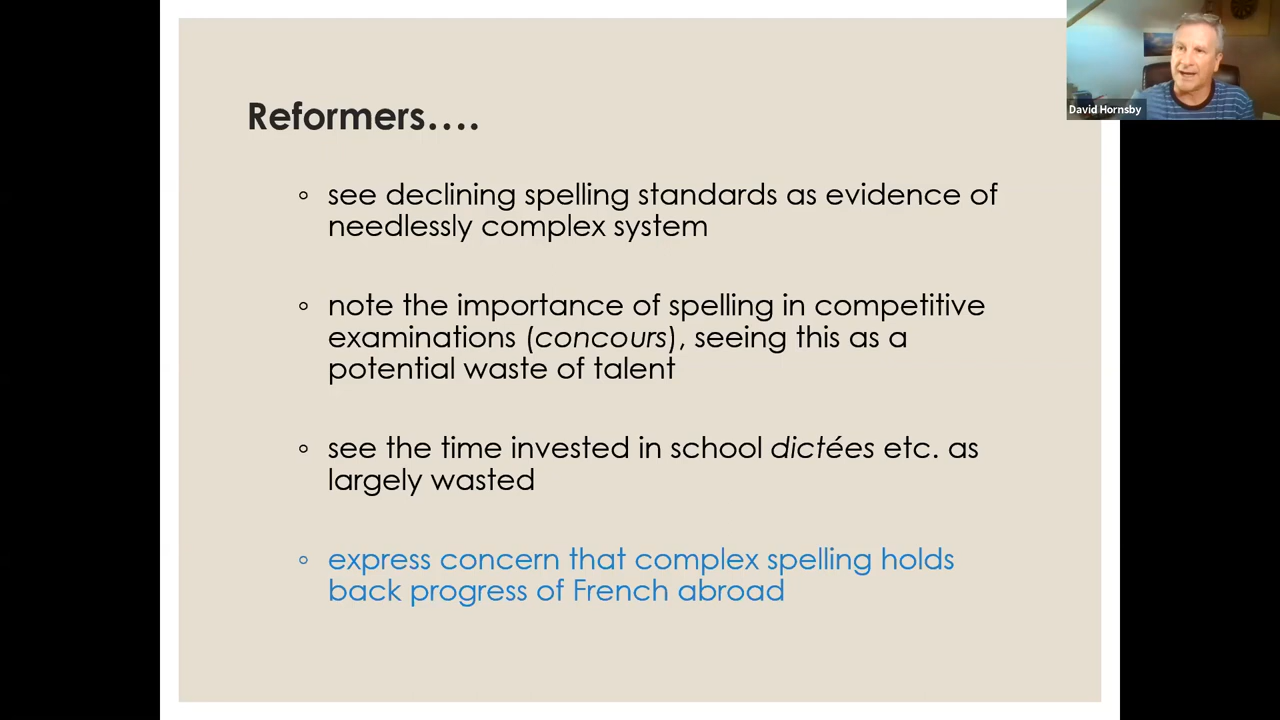 Reformers....
◦ see declining spelling standards as evidence of
needlessly complex system
◦ note the importance of spelling in competitive
examinations (concours), seeing this as a
potential waste of talent
◦ see the time invested in school dictées etc. as
largely wasted
◦ express concern that complex spelling holds
back progress of French abroad
David Hornsby